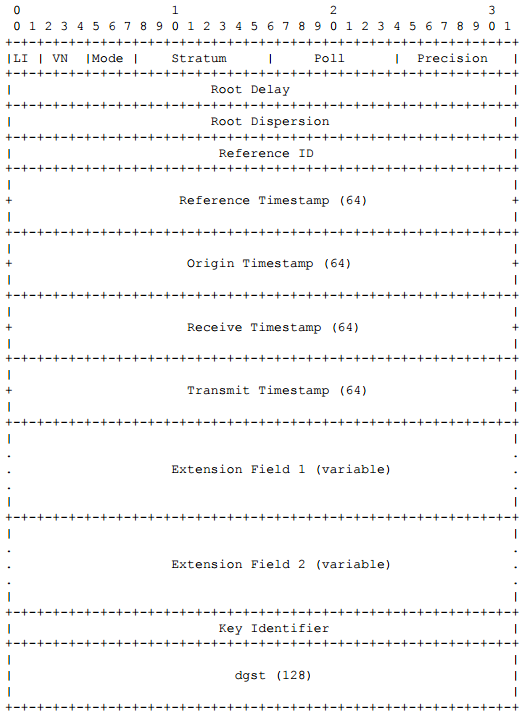 0                   1                   2                   3
0 1 2 3 4 5 6 7 8 9 0 1 2 3 4 5 6 7 8 9 0 1 2 3 4 5 6 7 8 9 0 1
+-+-+-+-+-+-+-+-+-+-+-+-+-+-+-+-+-+-+-+-+-+-+-+-+-+-+-+-+-+-+-+-+
|LI | VN |Mode | Stratum | Poll | Precision |
+-+-+-+-+-+-+-+-+-+-+-+-+-+-+-+-+-+-+-+-+-+-+-+-+-+-+-+-+-+-+-+-+
| Root Delay |
+-+-+-+-+-+-+-+-+-+-+-+-+-+-+-+-+-+-+-+-+-+-+-+-+-+-+-+-+-+-+-+-+
| Root Dispersion |
+-+-+-+-+-+-+-+-+-+-+-+-+-+-+-+-+-+-+-+-+-+-+-+-+-+-+-+-+-+-+-+-+
| Reference ID |
+-+-+-+-+-+-+-+-+-+-+-+-+-+-+-+-+-+-+-+-+-+-+-+-+-+-+-+-+-+-+-+-+
| |
+ Reference Timestamp (64) +
| |
+-+-+-+-+-+-+-+-+-+-+-+-+-+-+-+-+-+-+-+-+-+-+-+-+-+-+-+-+-+-+-+-+
| |
+ Origin Timestamp (64) +
| |
+-+-+-+-+-+-+-+-+-+-+-+-+-+-+-+-+-+-+-+-+-+-+-+-+-+-+-+-+-+-+-+-+
| |
+ Receive Timestamp (64) +
| |
+-+-+-+-+-+-+-+-+-+-+-+-+-+-+-+-+-+-+-+-+-+-+-+-+-+-+-+-+-+-+-+-+
| |
+ Transmit Timestamp (64) +
| |
+-+-+-+-+-+-+-+-+-+-+-+-+-+-+-+-+-+-+-+-+-+-+-+-+-+-+-+-+-+-+-+-+
| |
. .
. Extension Field 1 (variable) .
. .
| |
+-+-+-+-+-+-+-+-+-+-+-+-+-+-+-+-+-+-+-+-+-+-+-+-+-+-+-+-+-+-+-+-+
| |
. .
. Extension Field 2 (variable) .
. .
| |
+-+-+-+-+-+-+-+-+-+-+-+-+-+-+-+-+-+-+-+-+-+-+-+-+-+-+-+-+-+-+-+-+
| Key Identifier |
+-+-+-+-+-+-+-+-+-+-+-+-+-+-+-+-+-+-+-+-+-+-+-+-+-+-+-+-+-+-+-+-+
| |
| dgst (128) |
| |
+-+-+-+-+-+-+-+-+-+-+-+-+-+-+-+-+-+-+-+-+-+-+-+-+-+-+-+-+-+-+-+-+